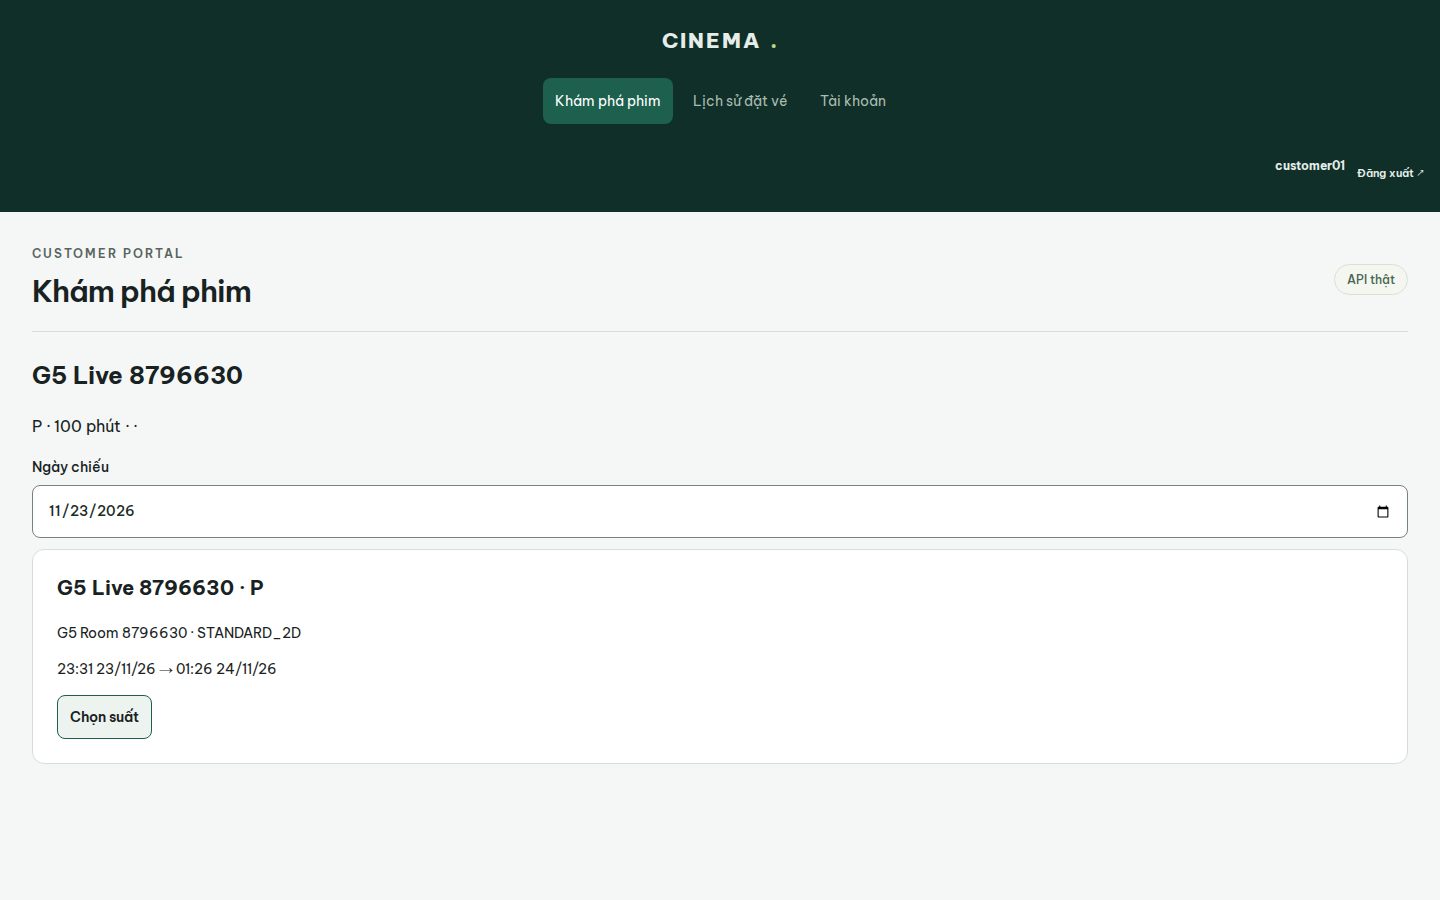 CINEMA .
Khám phá phim
Lịch sử đặt vé
Tài khoản
customer01
Đăng xuất ↗
CUSTOMER PORTAL
Khám phá phim
API thật
G5 Live 8796630
P · 100 phút · ·
Ngày chiếu
11/23/2026
G5 Live 8796630 · P
G5 Room 8796630 · STANDARD_2D
23:31 23/11/26 → 01:26 24/11/26
Chọn suất